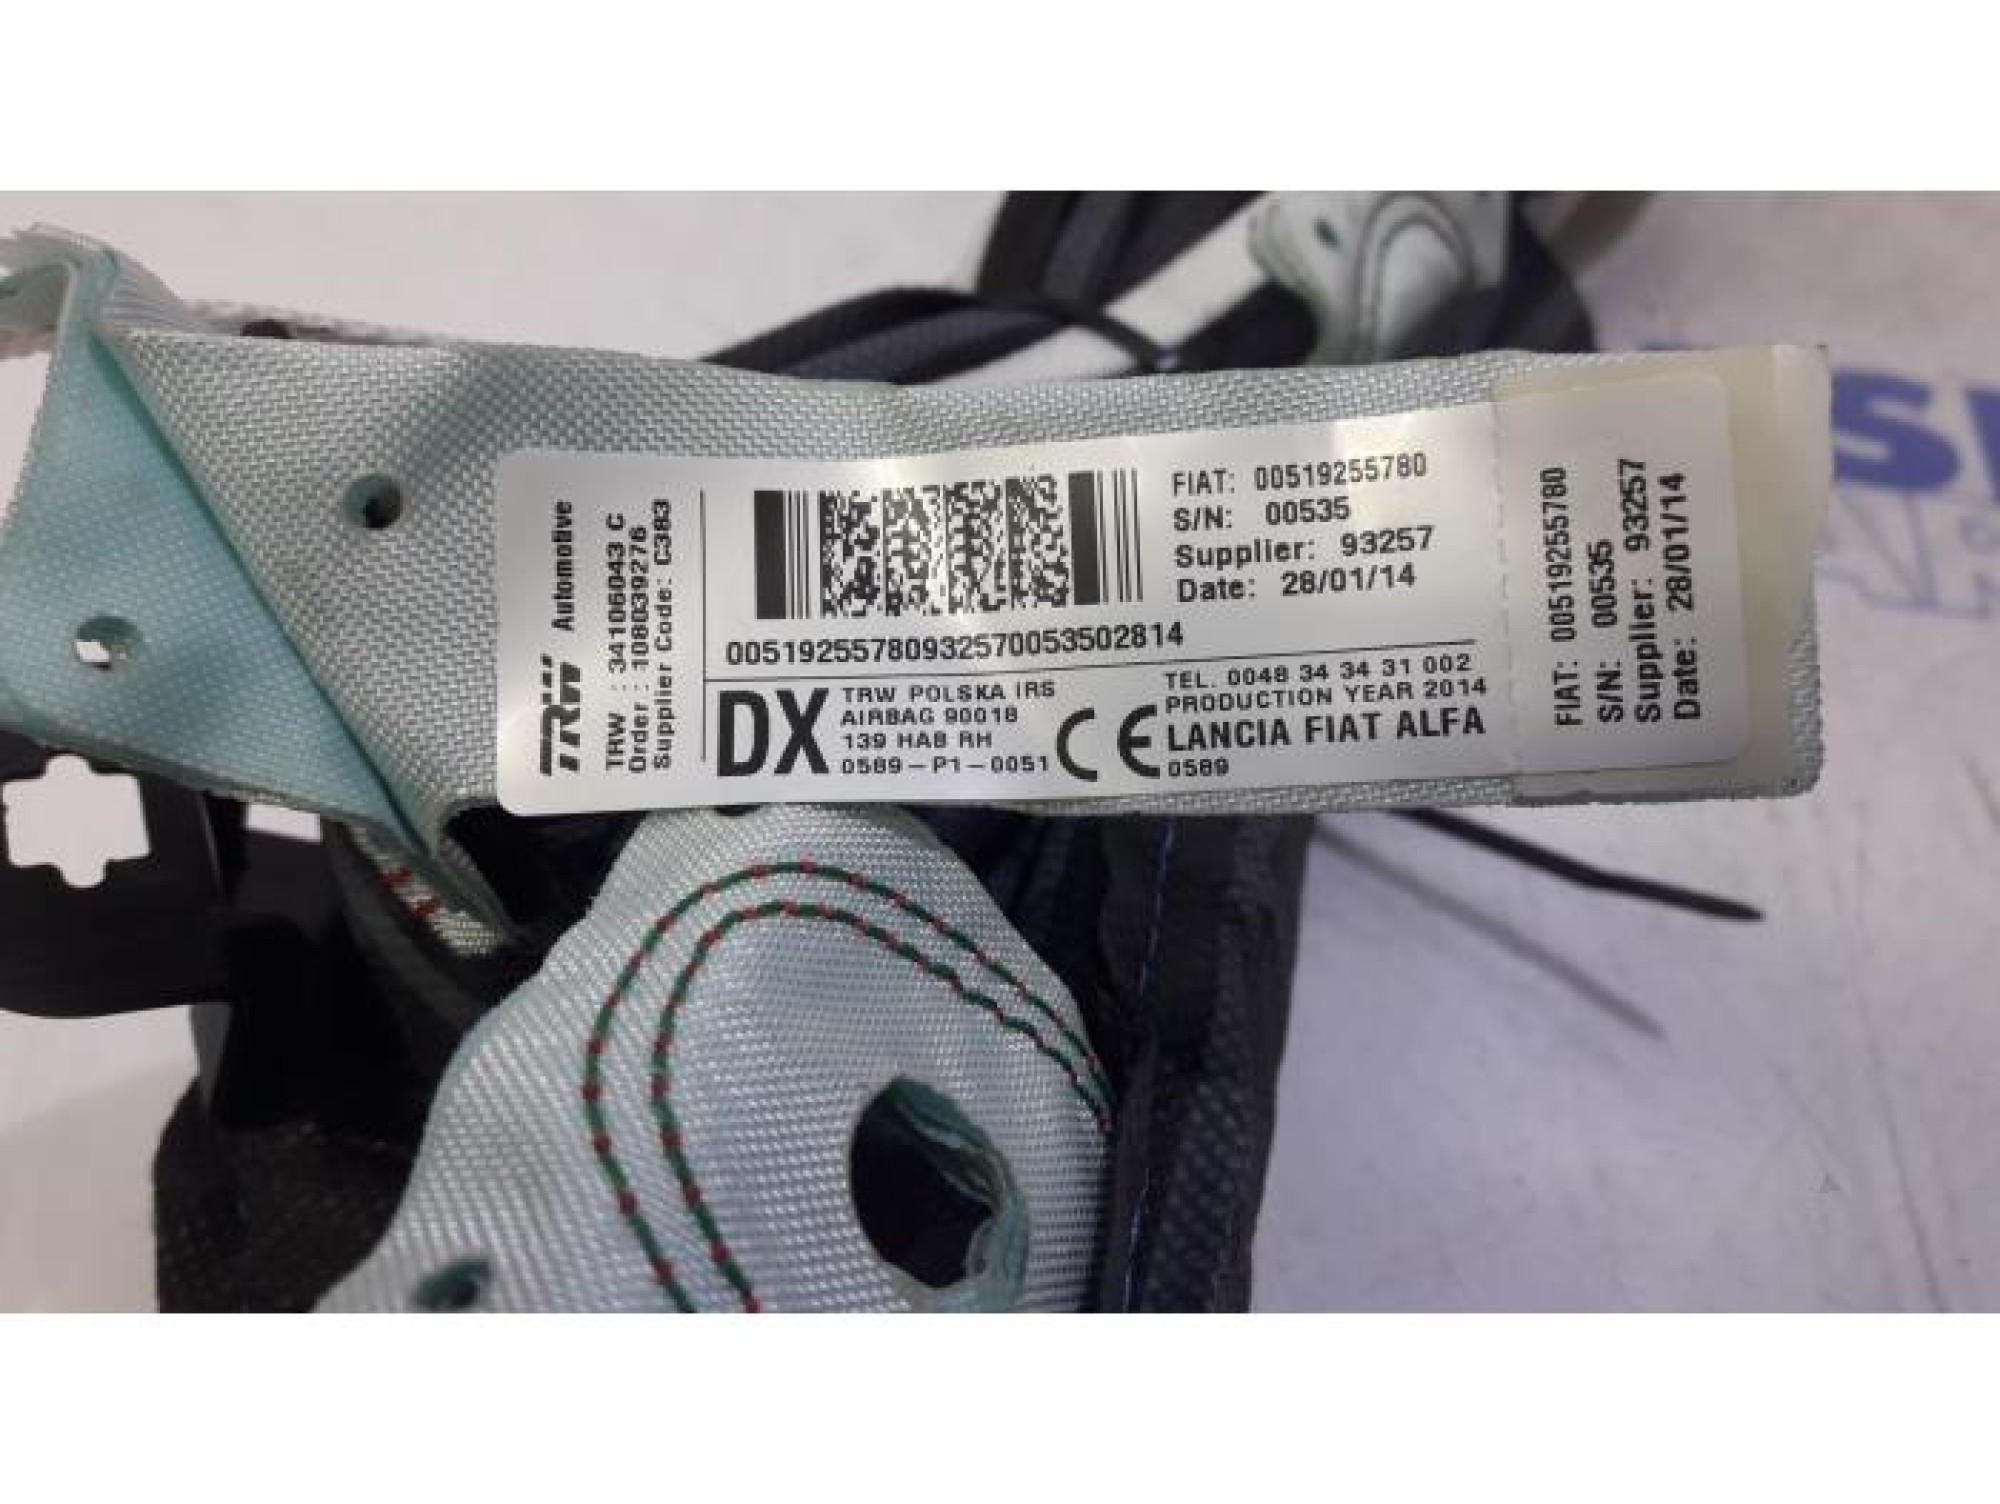 TRW Automotive
TRW : 34106043 C
Order : 1080339276
Supplier Code: C383
FIAT: 00519255780
S/N: 00535
Supplier: 93257
Date: 28/01/14
00519255780932570053502814
DX
TRW POLSKA IRS
AIRBAG 90018
139 HAB RH
0589-P1-0051
CE
TEL. 0048 34 34 31 002
PRODUCTION YEAR 2014
LANCIA FIAT ALFA
0589
FIAT: 00519255780
S/N: 00535
Supplier: 93257
Date: 28/01/14